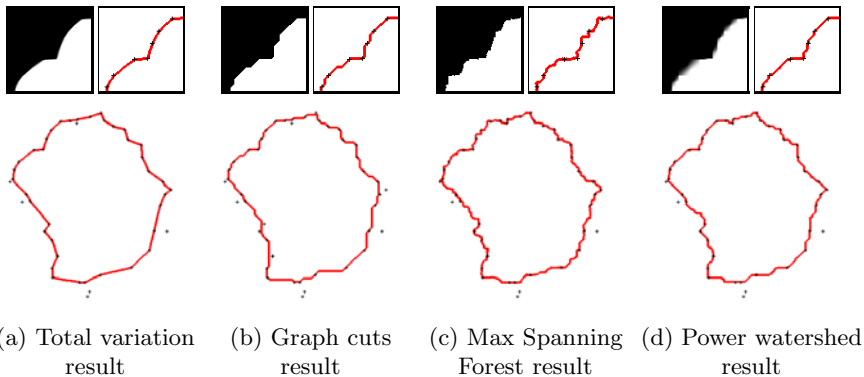 a) Total variation result
(b) Graph cuts result
(c) Max Spanning Forest result
(d) Power watershed result